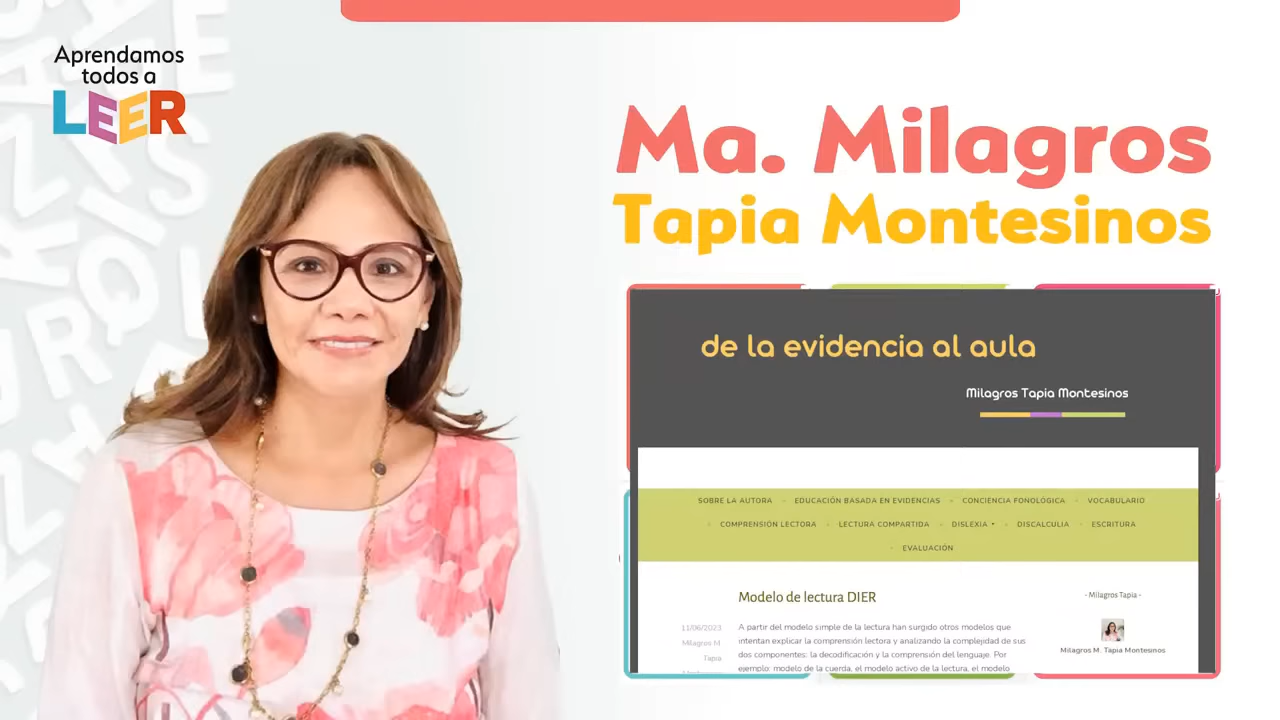 Aprendamos
todos a
LEER
Ma. Milagros
Tapia Montesinos
de la evidencia al aula
Milagros Tapia Montesinos
SOBRE LA AUTORA - EDUCACIÓN BASADA EN EVIDENCIAS - CONCIENCIA FONOLÓGICA - VOCABULARIO
- COMPRENSIÓN LECTORA - LECTURA COMPARTIDA - DISLEXIA - DISCALCULIA - ESCRITURA
- EVALUACIÓN
Modelo de lectura DIER
- Milagros Tapia -
11/06/2023
Milagros M.
Tapia
A partir del modelo simple de la lectura han surgido otros modelos que
intentan explicar la comprensión lectora y analizando la complejidad de sus
dos componentes: la decodificación y la comprensión del lenguaje. Por
ejemplo: modelo de la cuerda, el modelo activo de la lectura, el modelo
Milagros M. Tapia Montesinos